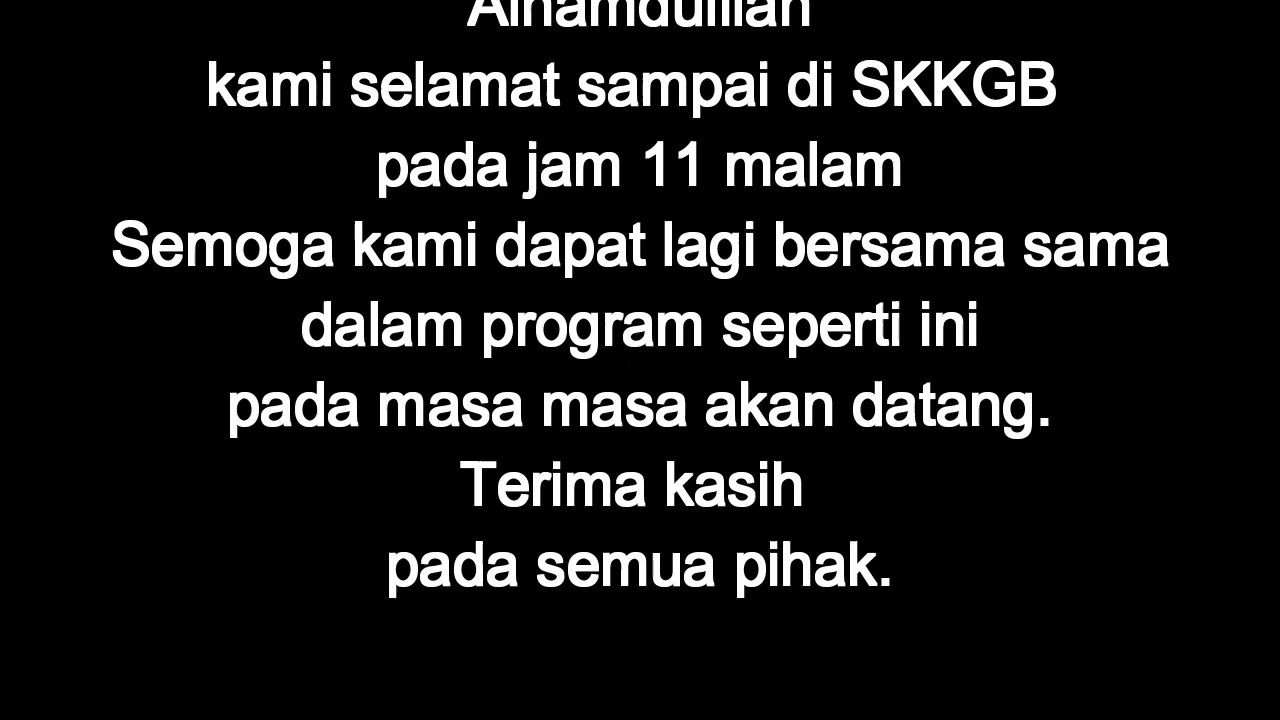 Alhamdulillah
kami selamat sampai di SKKGB
pada jam 11 malam
Semoga kami dapat lagi bersama sama
dalam program seperti ini
pada masa masa akan datang.
Terima kasih
pada semua pihak.